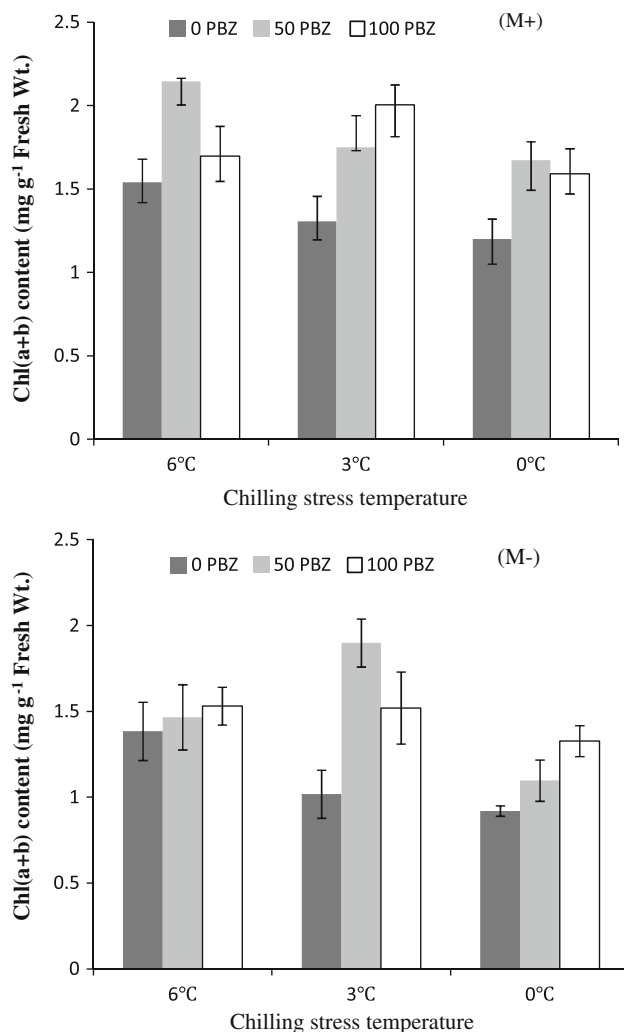 2.5
■ 0 PBZ ■ 50 PBZ □ 100 PBZ (M+)
2
1.5
1
0.5
0
Chl(a+b) content (mg g⁻¹ Fresh Wt.)
6°C 3°C 0°C
Chilling stress temperature
2.5
■ 0 PBZ ■ 50 PBZ □ 100 PBZ (M-)
2
1.5
1
0.5
0
Chl(a+b) content (mg g⁻¹ Fresh Wt.)
6°C 3°C 0°C
Chilling stress temperature